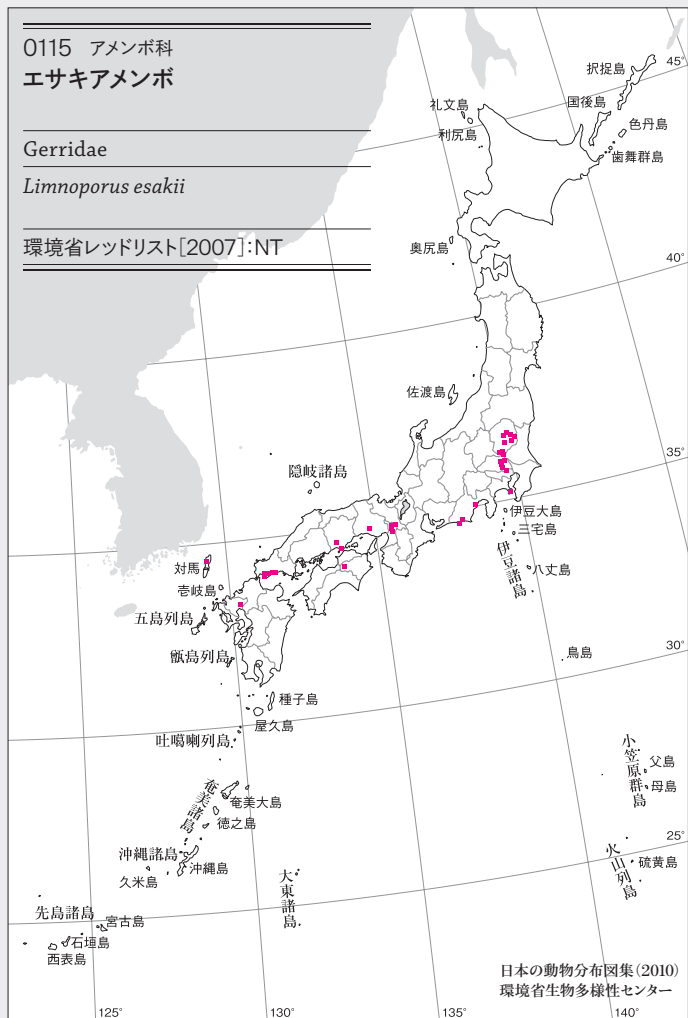 0115 アメンボ科
エサキアメンボ
Gerridae
Limnoporus esakii
環境省レッドリスト[2007]:NT
45°
択捉島
国後島
色丹島
歯舞群島
礼文島
利尻島
奥尻島
40°
佐渡島
35°
隠岐諸島
伊豆大島
三宅島
伊豆諸島
八丈島
対馬
壱岐島
五島列島
甑島列島
鳥島
30°
種子島
屋久島
吐噶喇列島
小笠原群島
父島
母島
奄美諸島
奄美大島
徳之島
25°
沖縄諸島
沖縄島
久米島
大東諸島
火山列島
硫黄島
先島諸島
宮古島
石垣島
西表島
日本の動物分布図集(2010)
環境省生物多様性センター
125°
130°
135°
140°